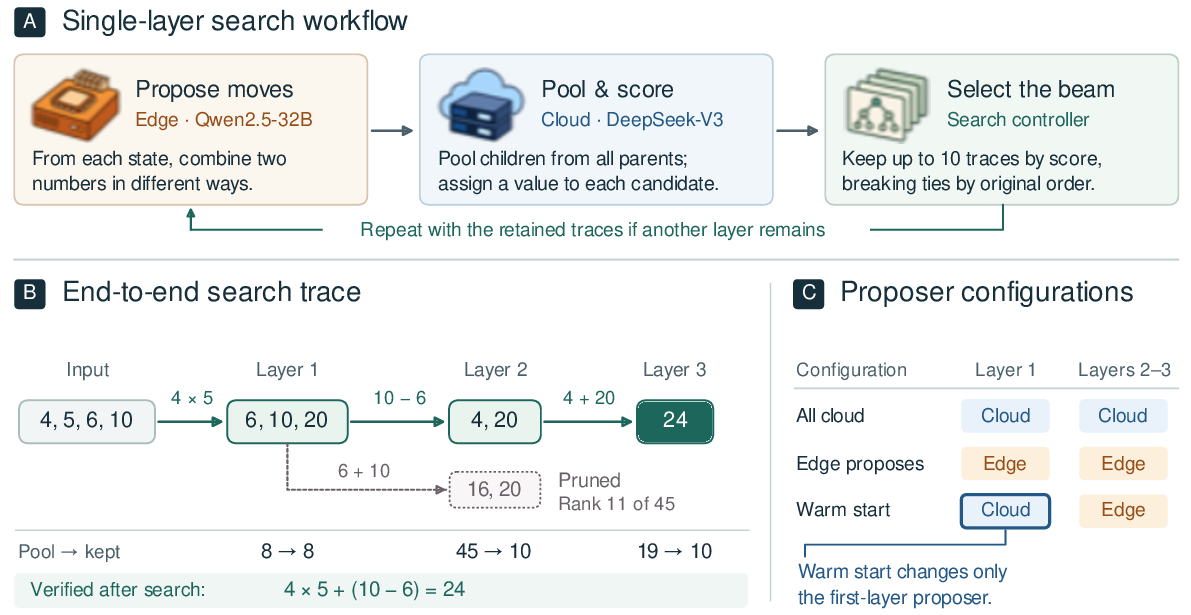 A Single-layer search workflow
Propose moves
Edge · Qwen2.5-32B
From each state, combine two
numbers in different ways.
Pool & score
Cloud · DeepSeek-V3
Pool children from all parents;
assign a value to each candidate.
Select the beam
Search controller
Keep up to 10 traces by score,
breaking ties by original order.
Repeat with the retained traces if another layer remains
B End-to-end search trace
Input Layer 1 Layer 2 Layer 3
4 × 5 10 − 6 4 + 20
4, 5, 6, 10 6, 10, 20 4, 20 24
6 + 10
16, 20
Pruned
Rank 11 of 45
Pool → kept 8 → 8 45 → 10 19 → 10
Verified after search: 4 × 5 + (10 − 6) = 24
C Proposer configurations
Configuration Layer 1 Layers 2–3
All cloud Cloud Cloud
Edge proposes Edge Edge
Warm start Cloud Edge
Warm start changes only
the first-layer proposer.